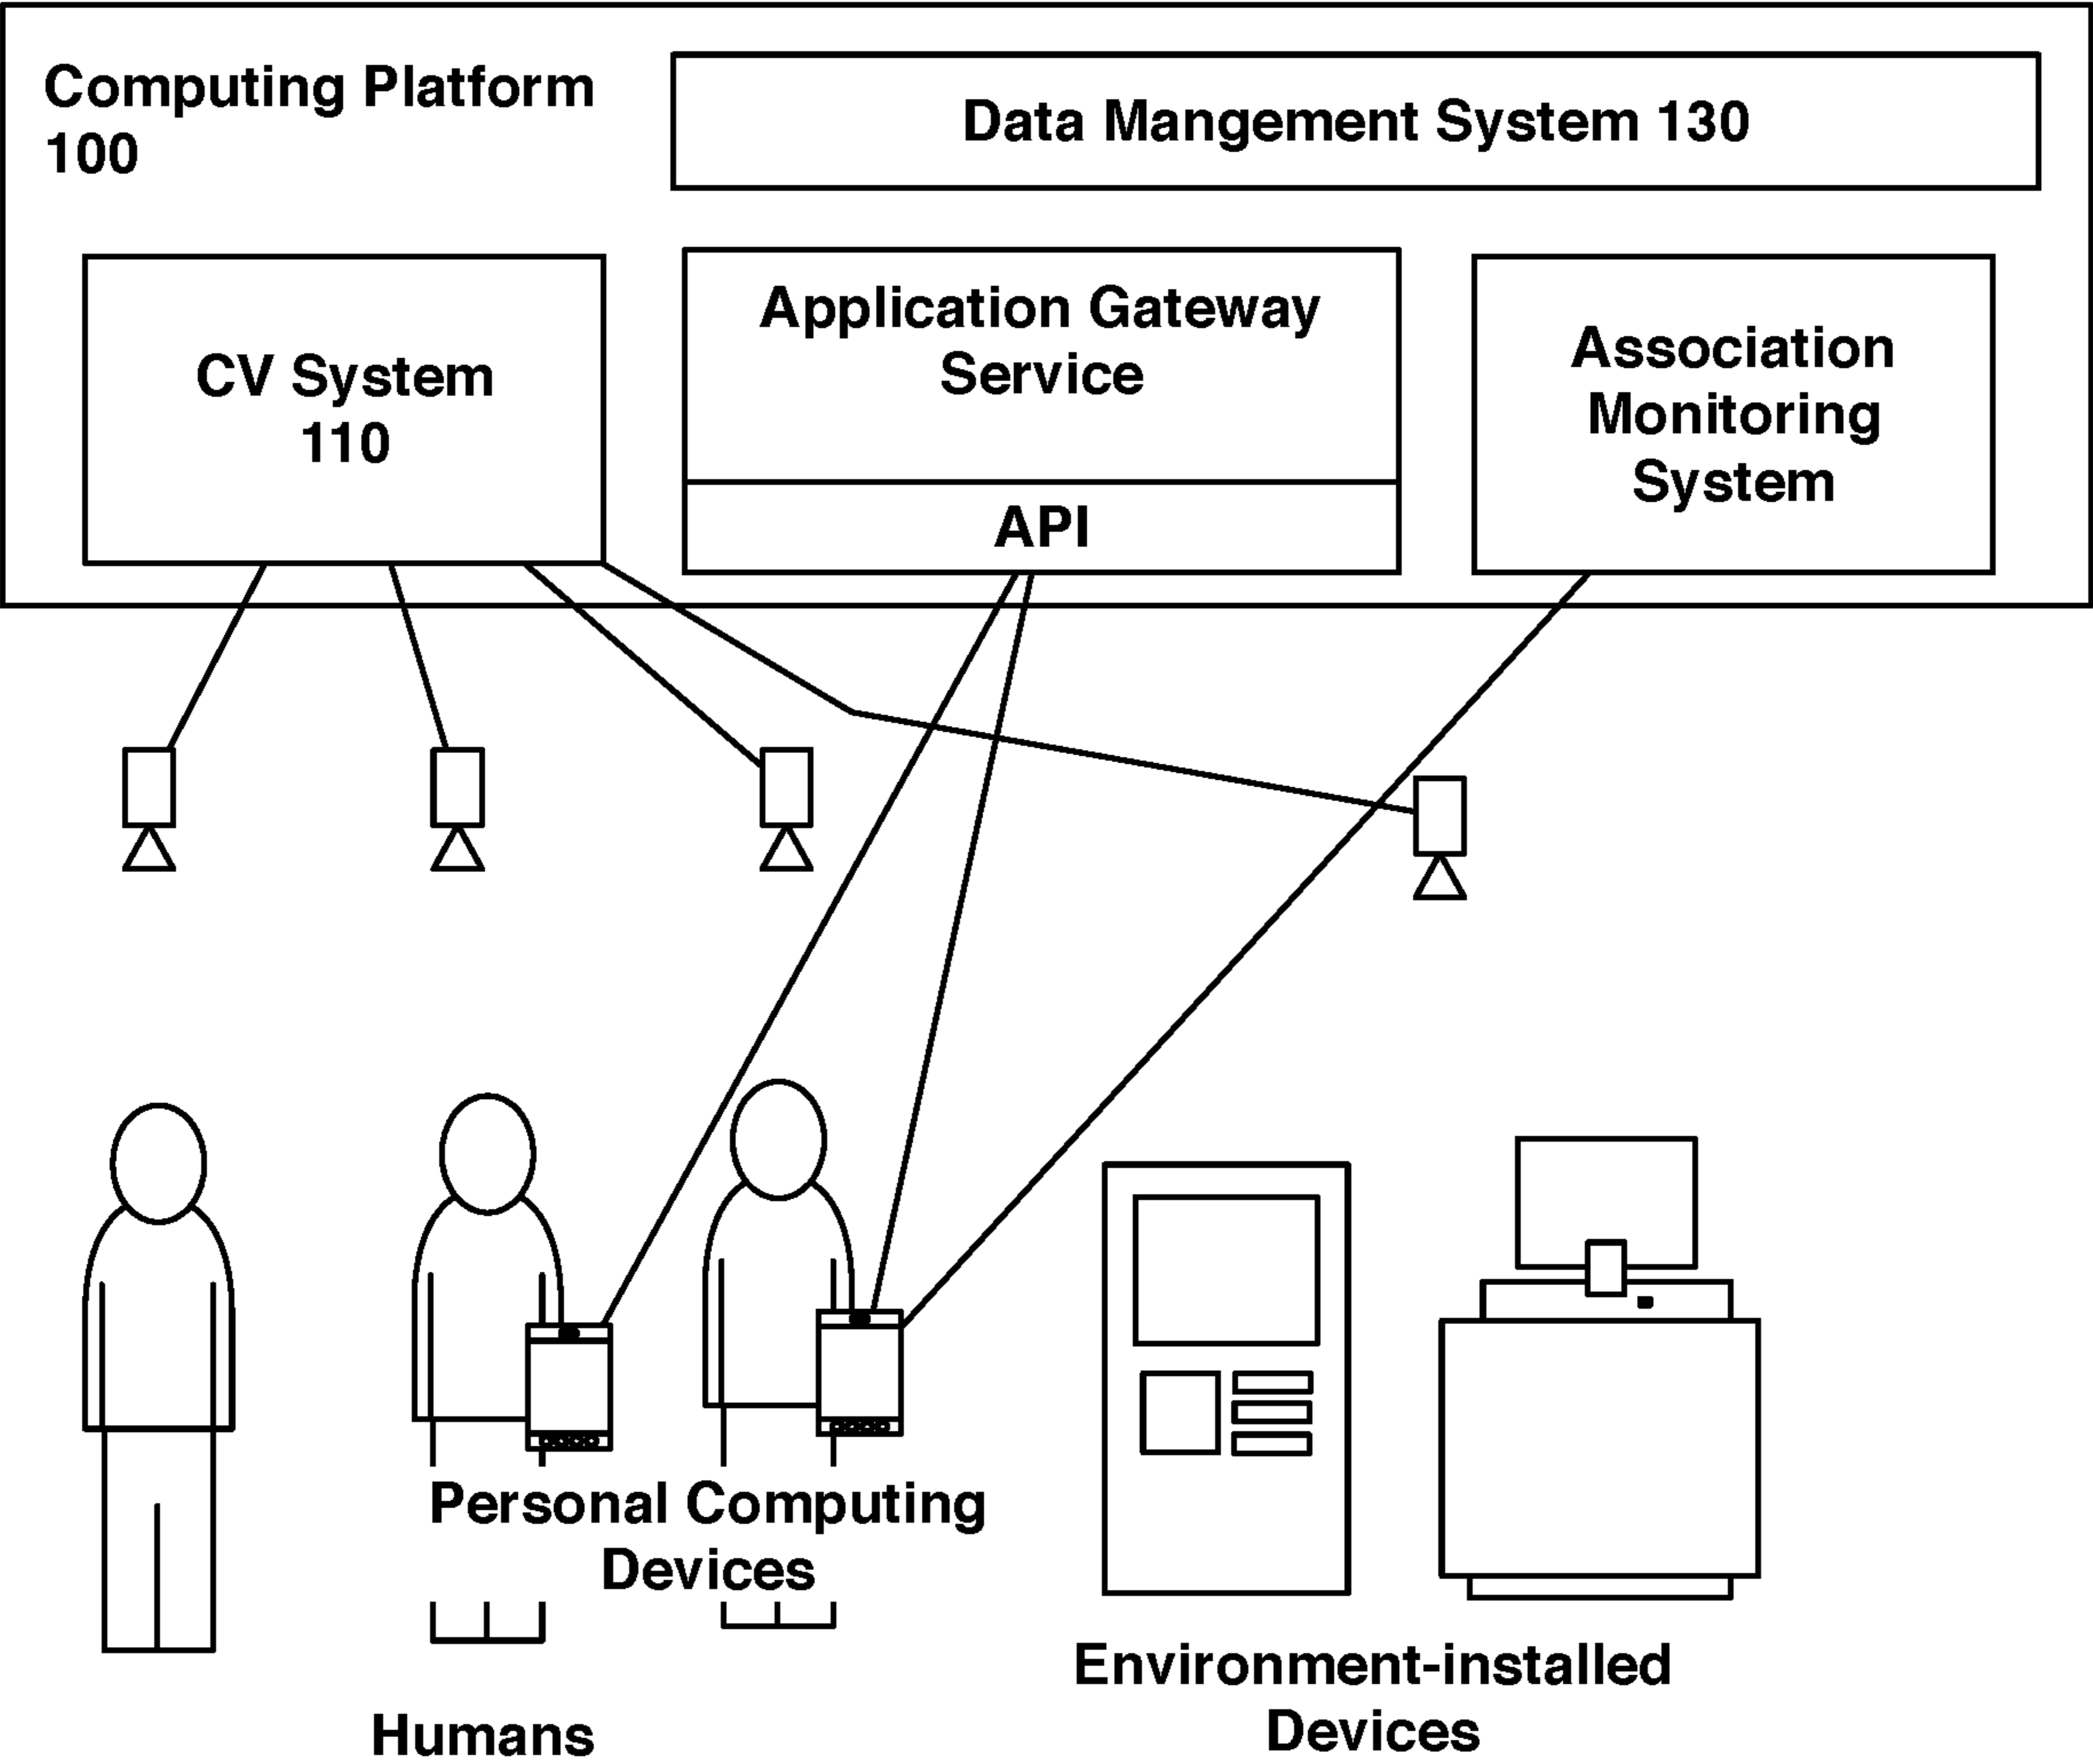 Computing Platform
100
Data Mangement System 130
CV System
110
Application Gateway
Service
API
Association
Monitoring
System
Personal Computing
Devices
Environment-installed
Devices
Humans